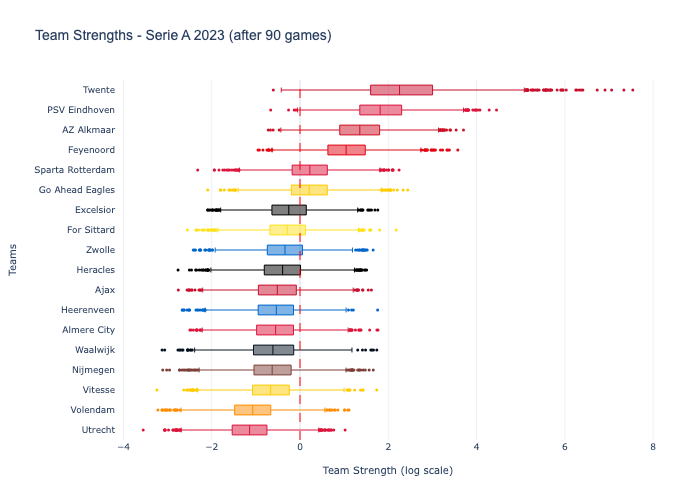 Team Strengths - Serie A 2023 (after 90 games)
Twente
PSV Eindhoven
AZ Alkmaar
Feyenoord
Sparta Rotterdam
Go Ahead Eagles
Excelsior
For Sittard
Zwolle
Heracles
Ajax
Heerenveen
Almere City
Waalwijk
Nijmegen
Vitesse
Volendam
Utrecht
Teams
−4 −2 0 2 4 6 8
Team Strength (log scale)